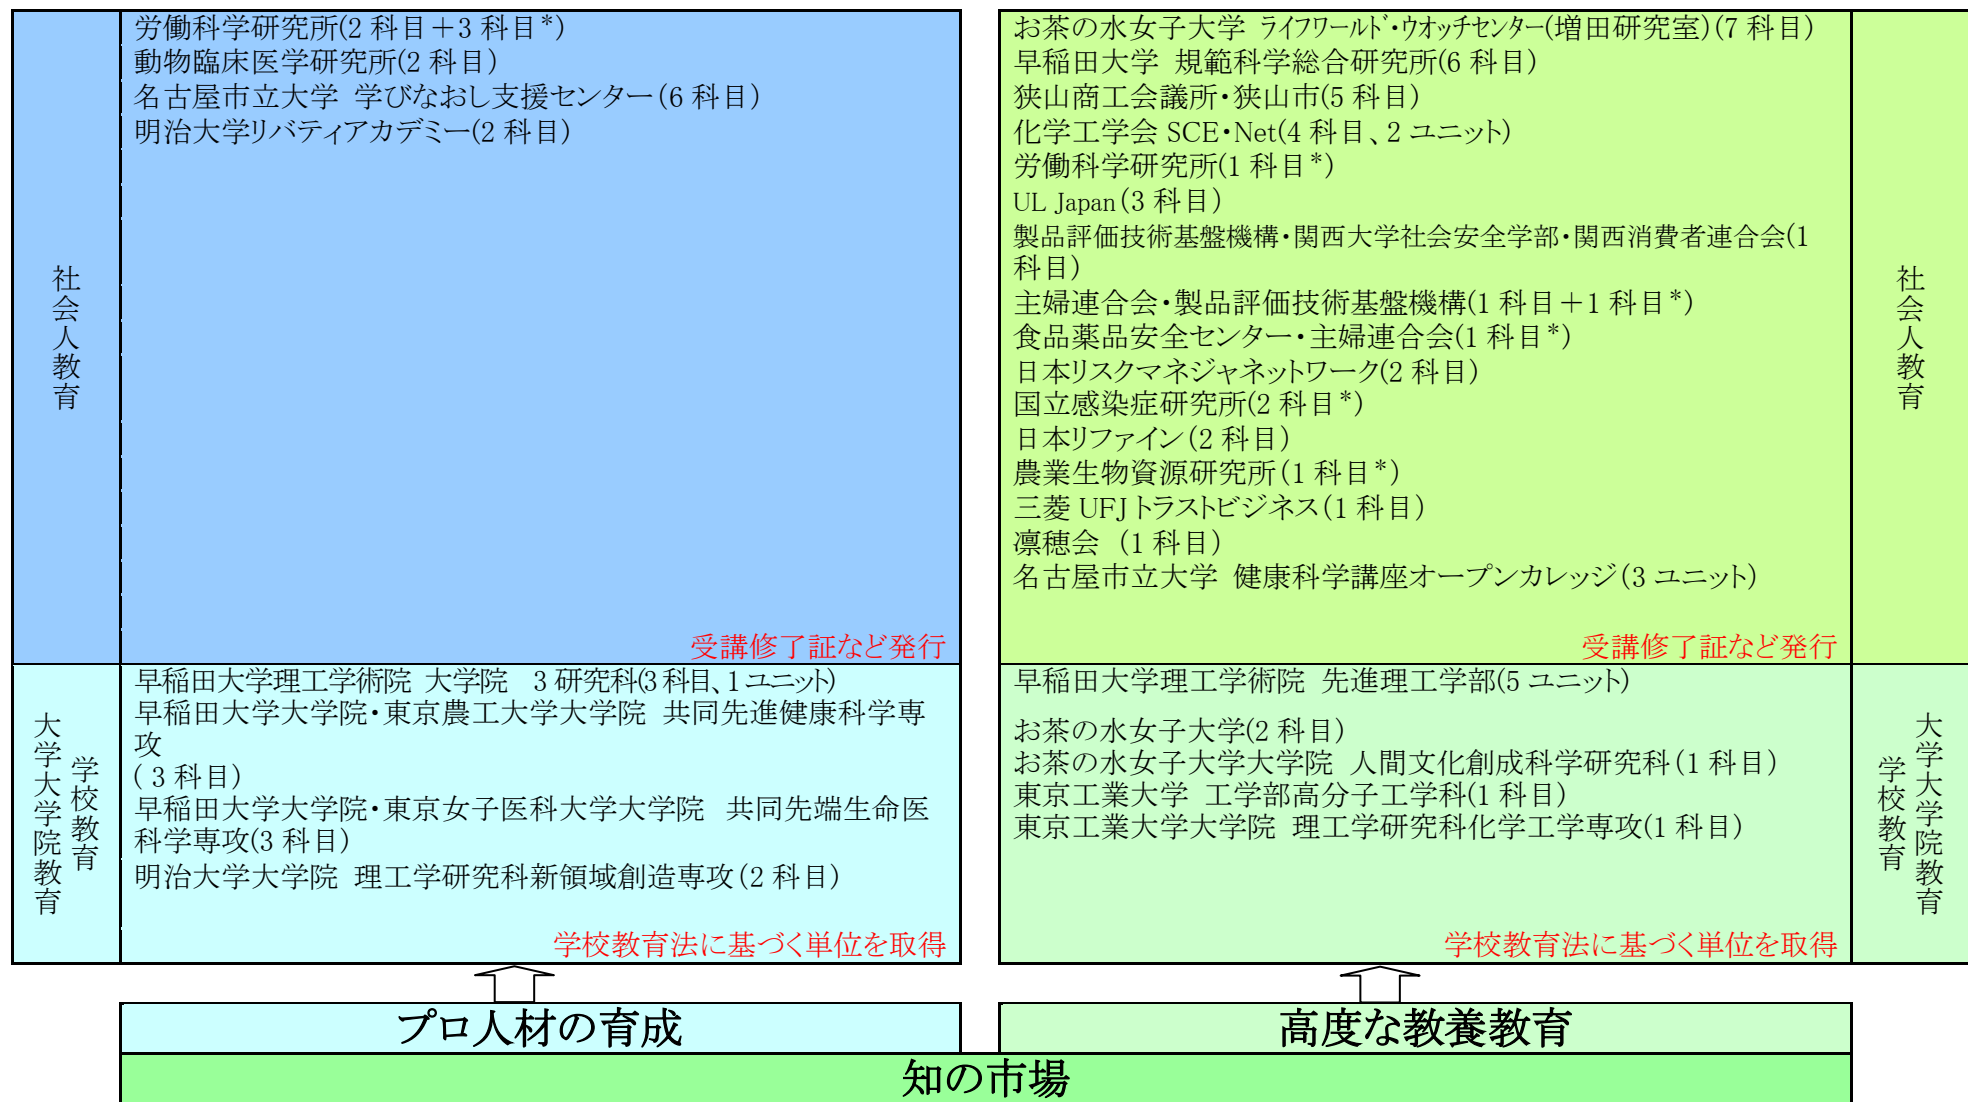 社会人教育
労働科学研究所(2 科目+3 科目*)
動物臨床医学研究所(2 科目)
名古屋市立大学 学びなおし支援センター(6 科目)
明治大学リバティアカデミー(2 科目)
受講修了証など発行
大学大学院教育
学校教育
早稲田大学理工学術院 大学院 3 研究科(3 科目、1 ユニット)
早稲田大学大学院・東京農工大学大学院 共同先進健康科学専
攻
( 3 科目)
早稲田大学大学院・東京女子医科大学大学院 共同先端生命医
科学専攻(3 科目)
明治大学大学院 理工学研究科新領域創造専攻(2 科目)
学校教育法に基づく単位を取得
お茶の水女子大学 ライフワールド・ウオッチセンター(増田研究室)(7 科目)
早稲田大学 規範科学総合研究所(6 科目)
狭山商工会議所・狭山市(5 科目)
化学工学会 SCE・Net(4 科目、2 ユニット)
労働科学研究所(1 科目*)
UL Japan(3 科目)
製品評価技術基盤機構・関西大学社会安全学部・関西消費者連合会(1
科目)
主婦連合会・製品評価技術基盤機構(1 科目+1 科目*)
食品薬品安全センター・主婦連合会(1 科目*)
日本リスクマネジャネットワーク(2 科目)
国立感染症研究所(2 科目*)
日本リファイン(2 科目)
農業生物資源研究所(1 科目*)
三菱 UFJ トラストビジネス(1 科目)
凛穂会 (1 科目)
名古屋市立大学 健康科学講座オープンカレッジ(3 ユニット)
受講修了証など発行
社会人教育
早稲田大学理工学術院 先進理工学部(5 ユニット)
お茶の水女子大学(2 科目)
お茶の水女子大学大学院 人間文化創成科学研究科(1 科目)
東京工業大学 工学部高分子工学科(1 科目)
東京工業大学大学院 理工学研究科化学工学専攻(1 科目)
学校教育法に基づく単位を取得
大学大学院教育
学校教育
プロ人材の育成
高度な教養教育
知の市場